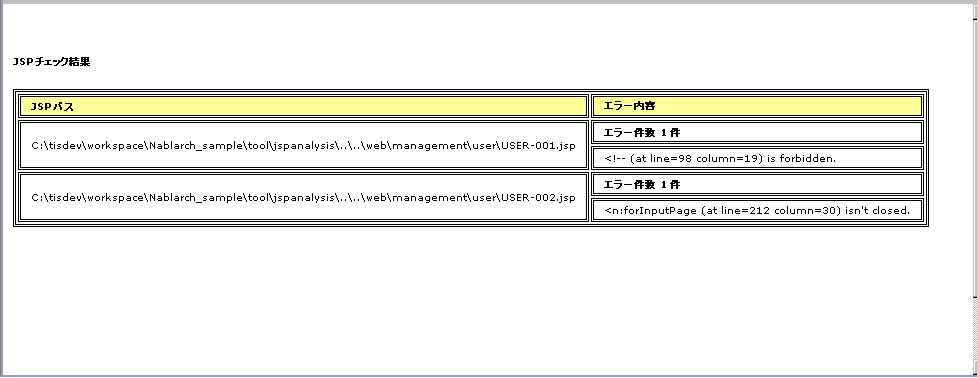 JSPチェック結果
JSPパス
エラー内容
C:\tisdev\workspace\Nablarch_sample\tool\jspanalysis\..\..\web\management\user\USER-001.jsp
エラー件数 1 件
<!-- (at line=98 column=19) is forbidden.
C:\tisdev\workspace\Nablarch_sample\tool\jspanalysis\..\..\web\management\user\USER-002.jsp
エラー件数 1 件
<n:forInputPage (at line=212 column=30) isn't closed.